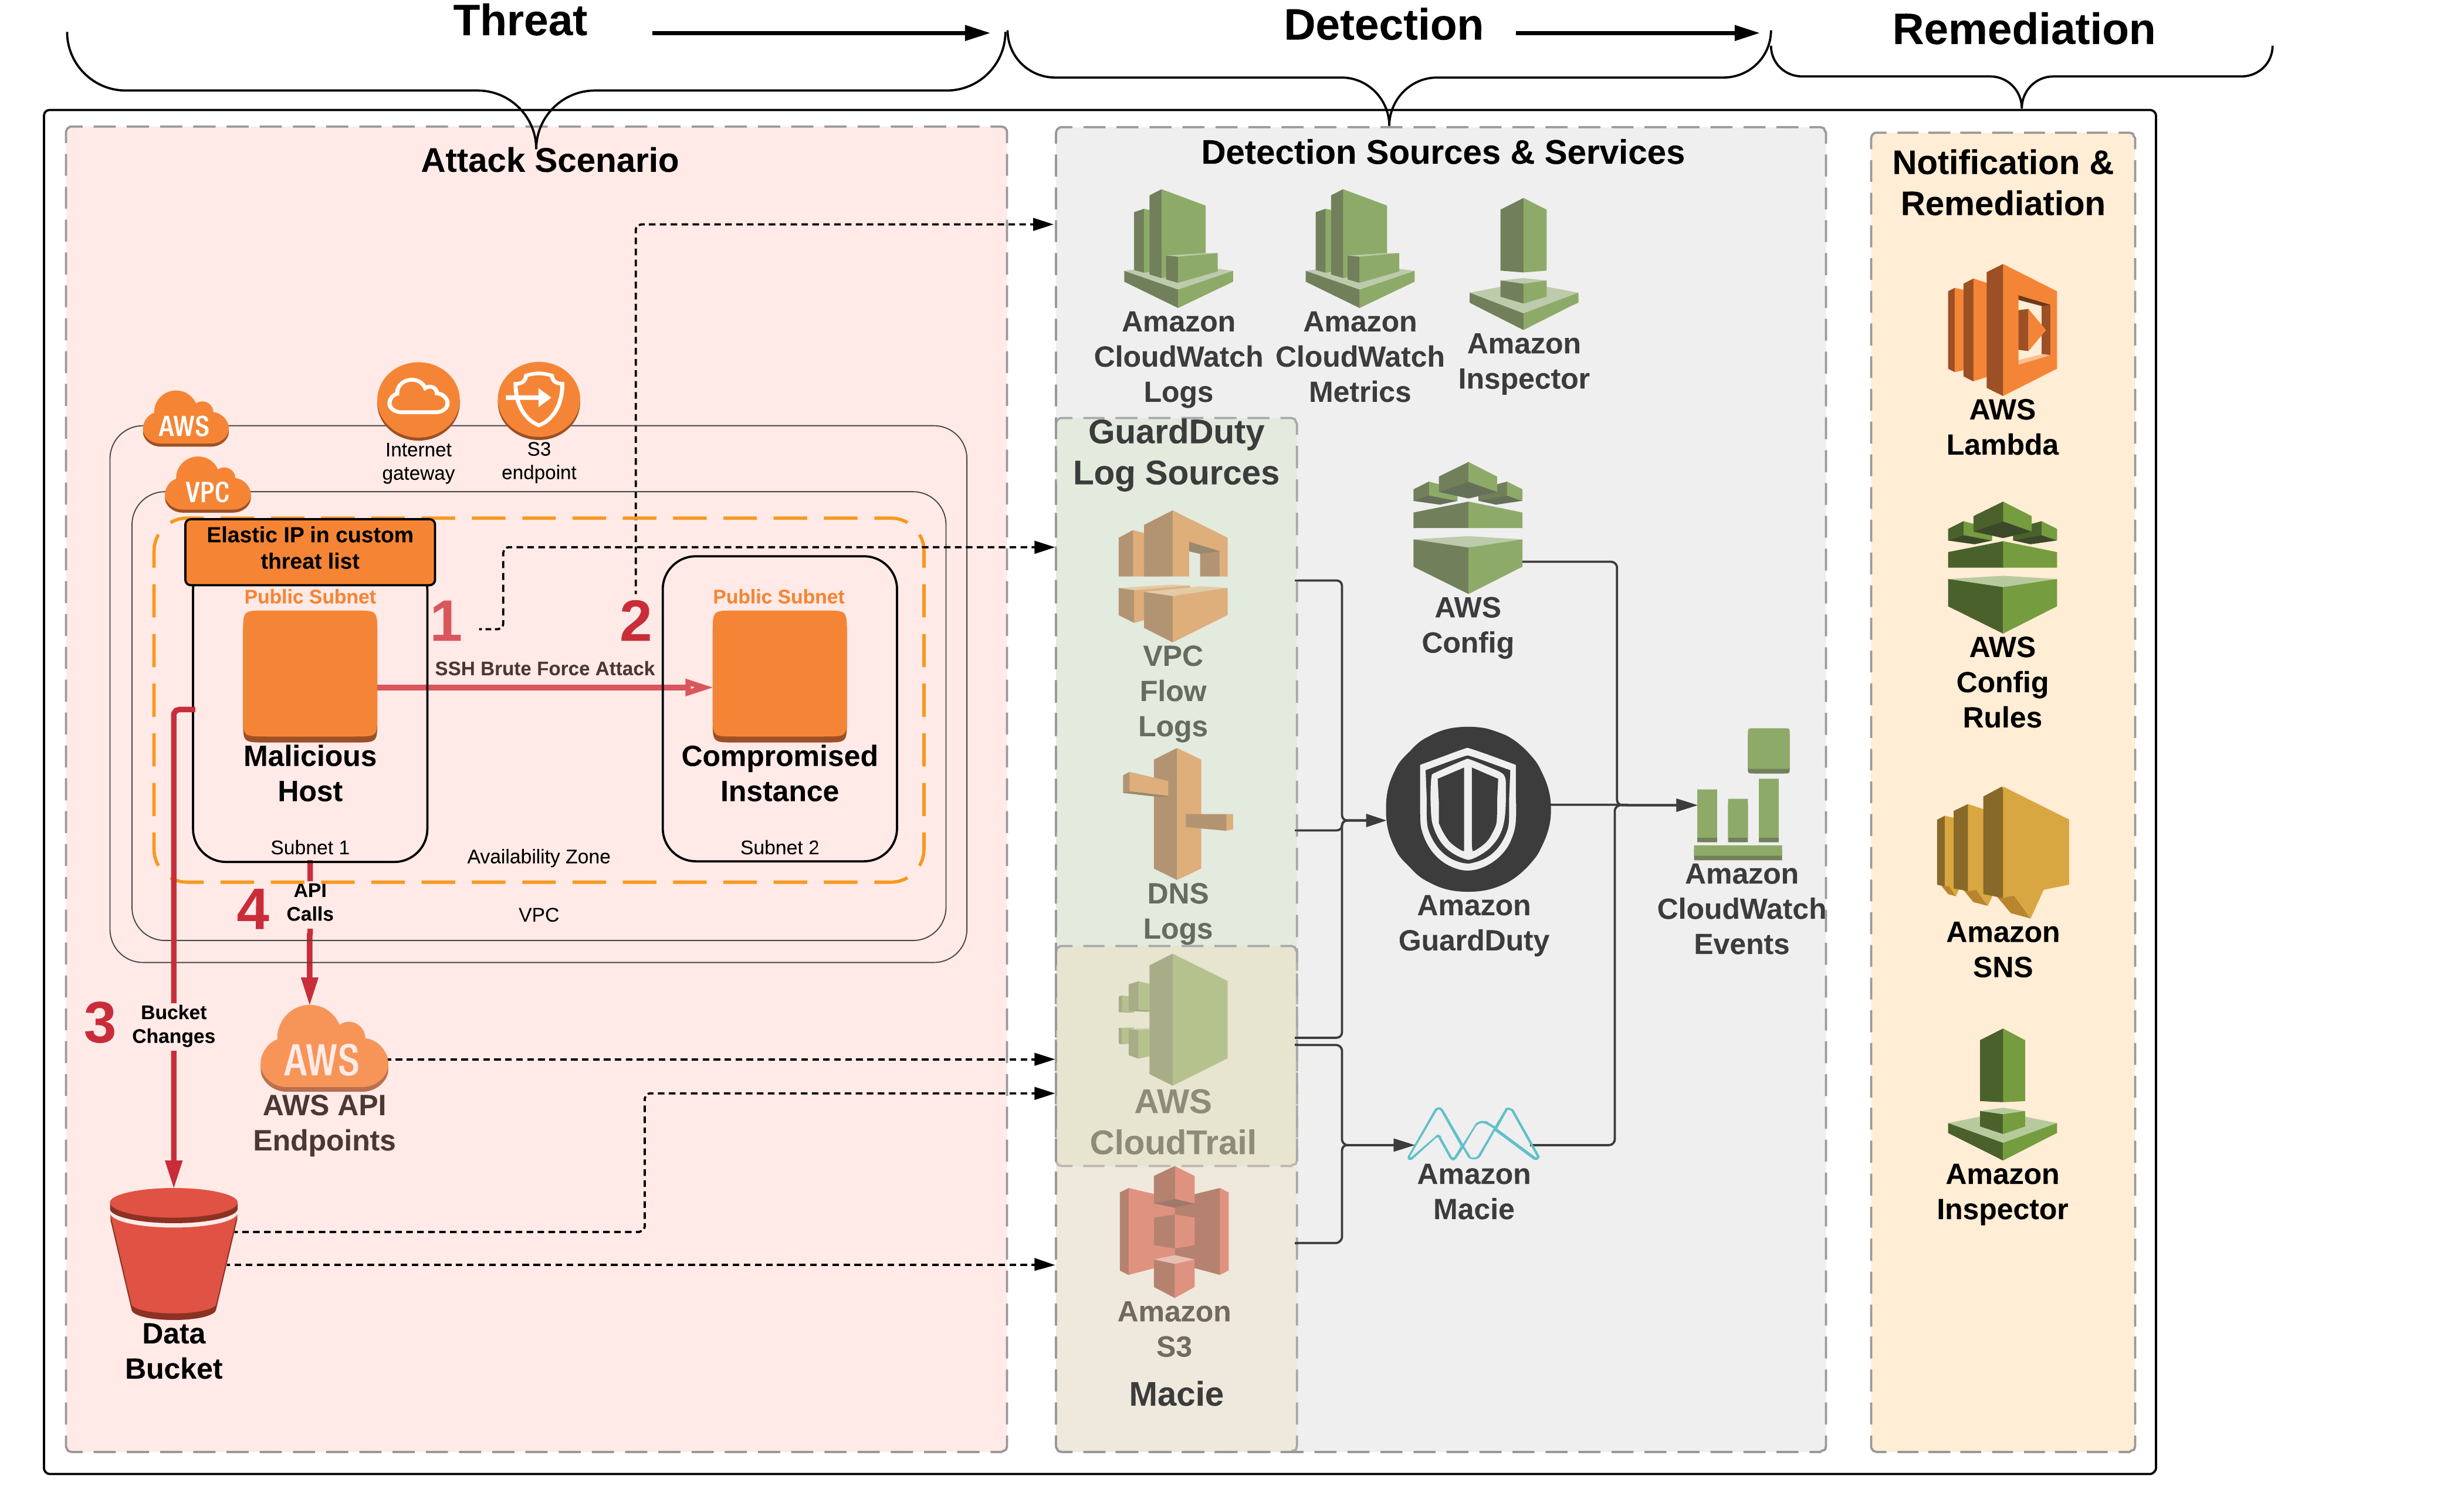 Threat
Detection
Remediation
Attack Scenario
AWS
VPC
Internet
gateway
S3
endpoint
Elastic IP in custom
threat list
Public Subnet
1
2
Public Subnet
SSH Brute Force Attack
Malicious
Host
Compromised
Instance
Subnet 1
Availability Zone
Subnet 2
4
API
Calls
VPC
3
Bucket
Changes
AWS
AWS API
Endpoints
Data
Bucket
Detection Sources & Services
Amazon
CloudWatch
Logs
Amazon
CloudWatch
Metrics
Amazon
Inspector
GuardDuty
Log Sources
VPC
Flow
Logs
DNS
Logs
AWS
CloudTrail
Amazon
S3
Macie
AWS
Config
Amazon
GuardDuty
Amazon
Macie
Amazon
CloudWatch
Events
Notification &
Remediation
AWS
Lambda
AWS
Config
Rules
Amazon
SNS
Amazon
Inspector